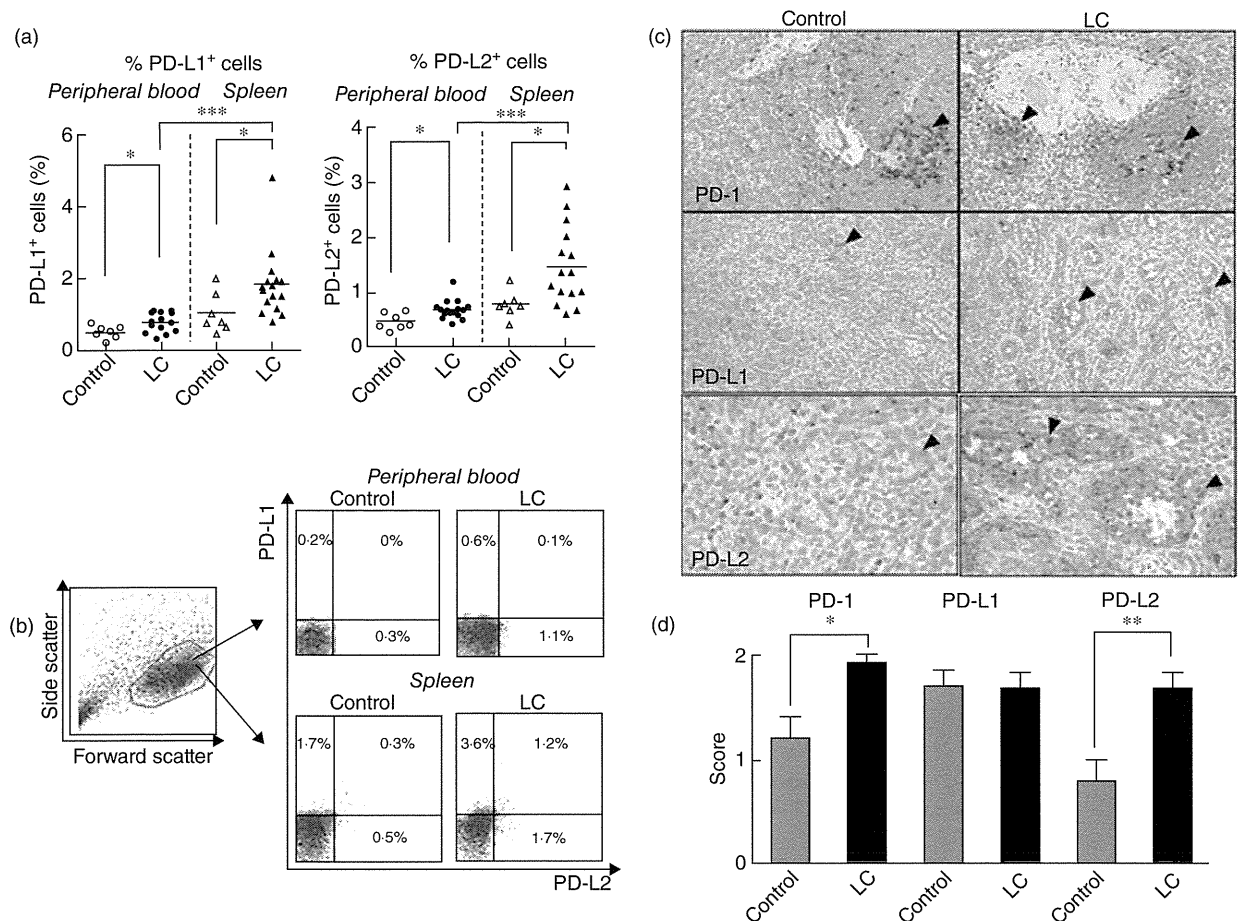 (a)
% PD-L1+ cells
Peripheral blood Spleen
***
*
*
PD-L1+ cells (%)
6
4
2
0
Control
LC
Control
LC
% PD-L2+ cells
Peripheral blood Spleen
***
*
*
PD-L2+ cells (%)
4
3
2
1
0
Control
LC
Control
LC
(b)
Side scatter
Forward scatter
PD-L1
Peripheral blood
Control
LC
0·2%
0%
0·3%
0·6%
0·1%
1·1%
Spleen
Control
LC
1·7%
0·3%
0·5%
3·6%
1·2%
1·7%
PD-L2
(c)
Control
LC
PD-1
PD-L1
PD-L2
(d)
PD-1
PD-L1
PD-L2
*
**
Score
2
1
0
Control
LC
Control
LC
Control
LC